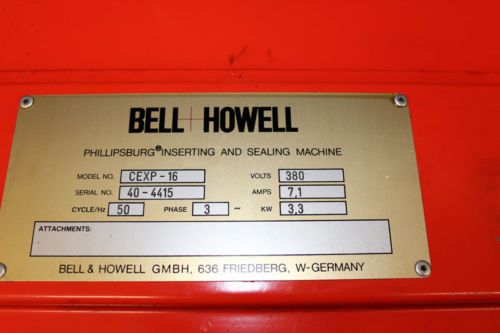 BELL+HOWELL
PHILLIPSBURG® INSERTING AND SEALING MACHINE
MODEL NO. CEXP-16 VOLTS 380
SERIAL NO. 40-4415 AMPS 7,1
CYCLE/Hz 50 PHASE 3 ~ KW 3,3
ATTACHMENTS:
BELL & HOWELL GMBH, 636 FRIEDBERG, W-GERMANY